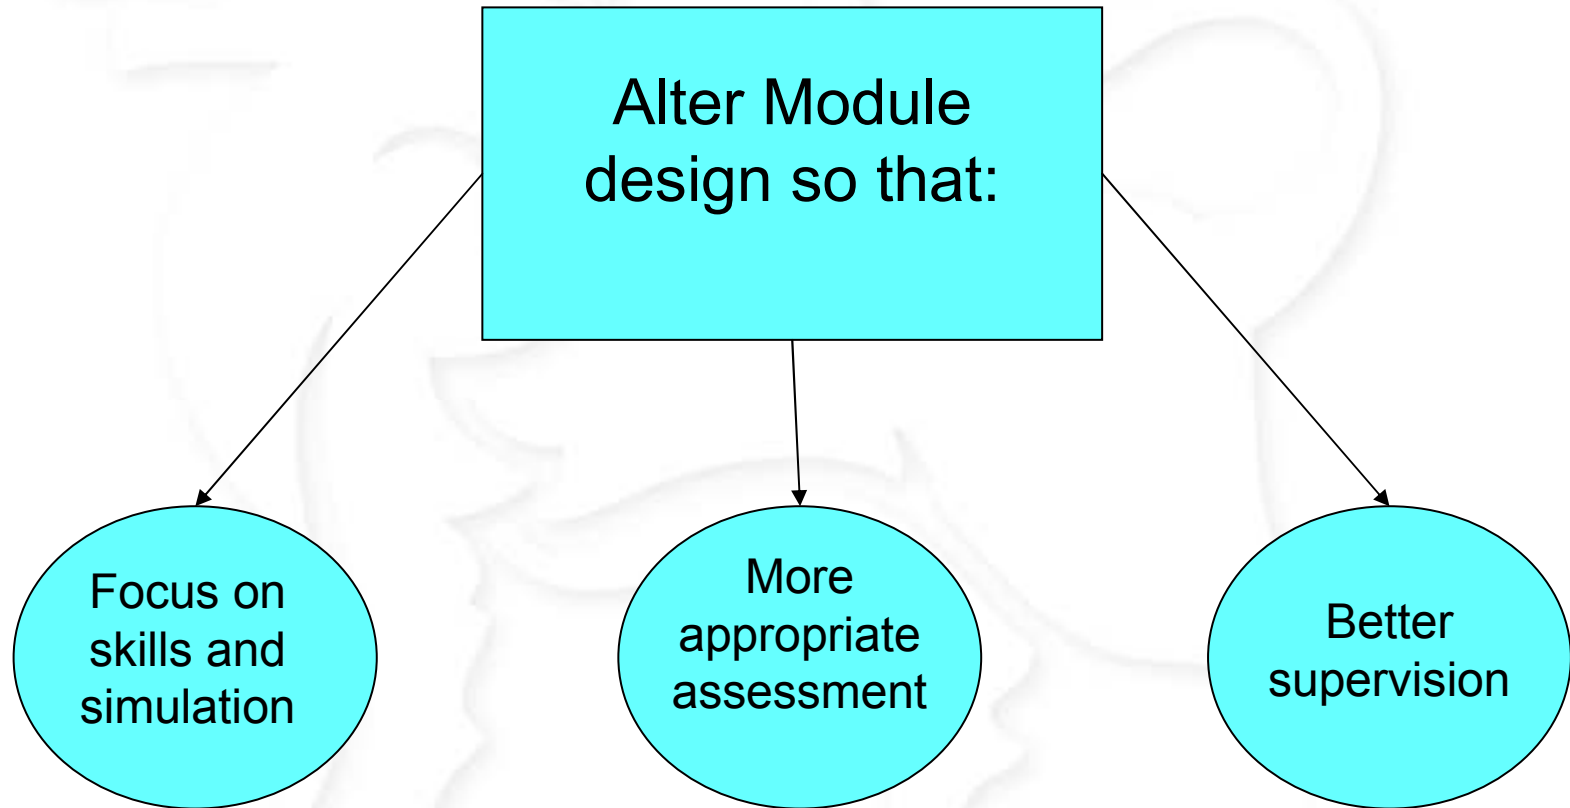 Alter Module
design so that:
Focus on
skills and
simulation
More
appropriate
assessment
Better
supervision